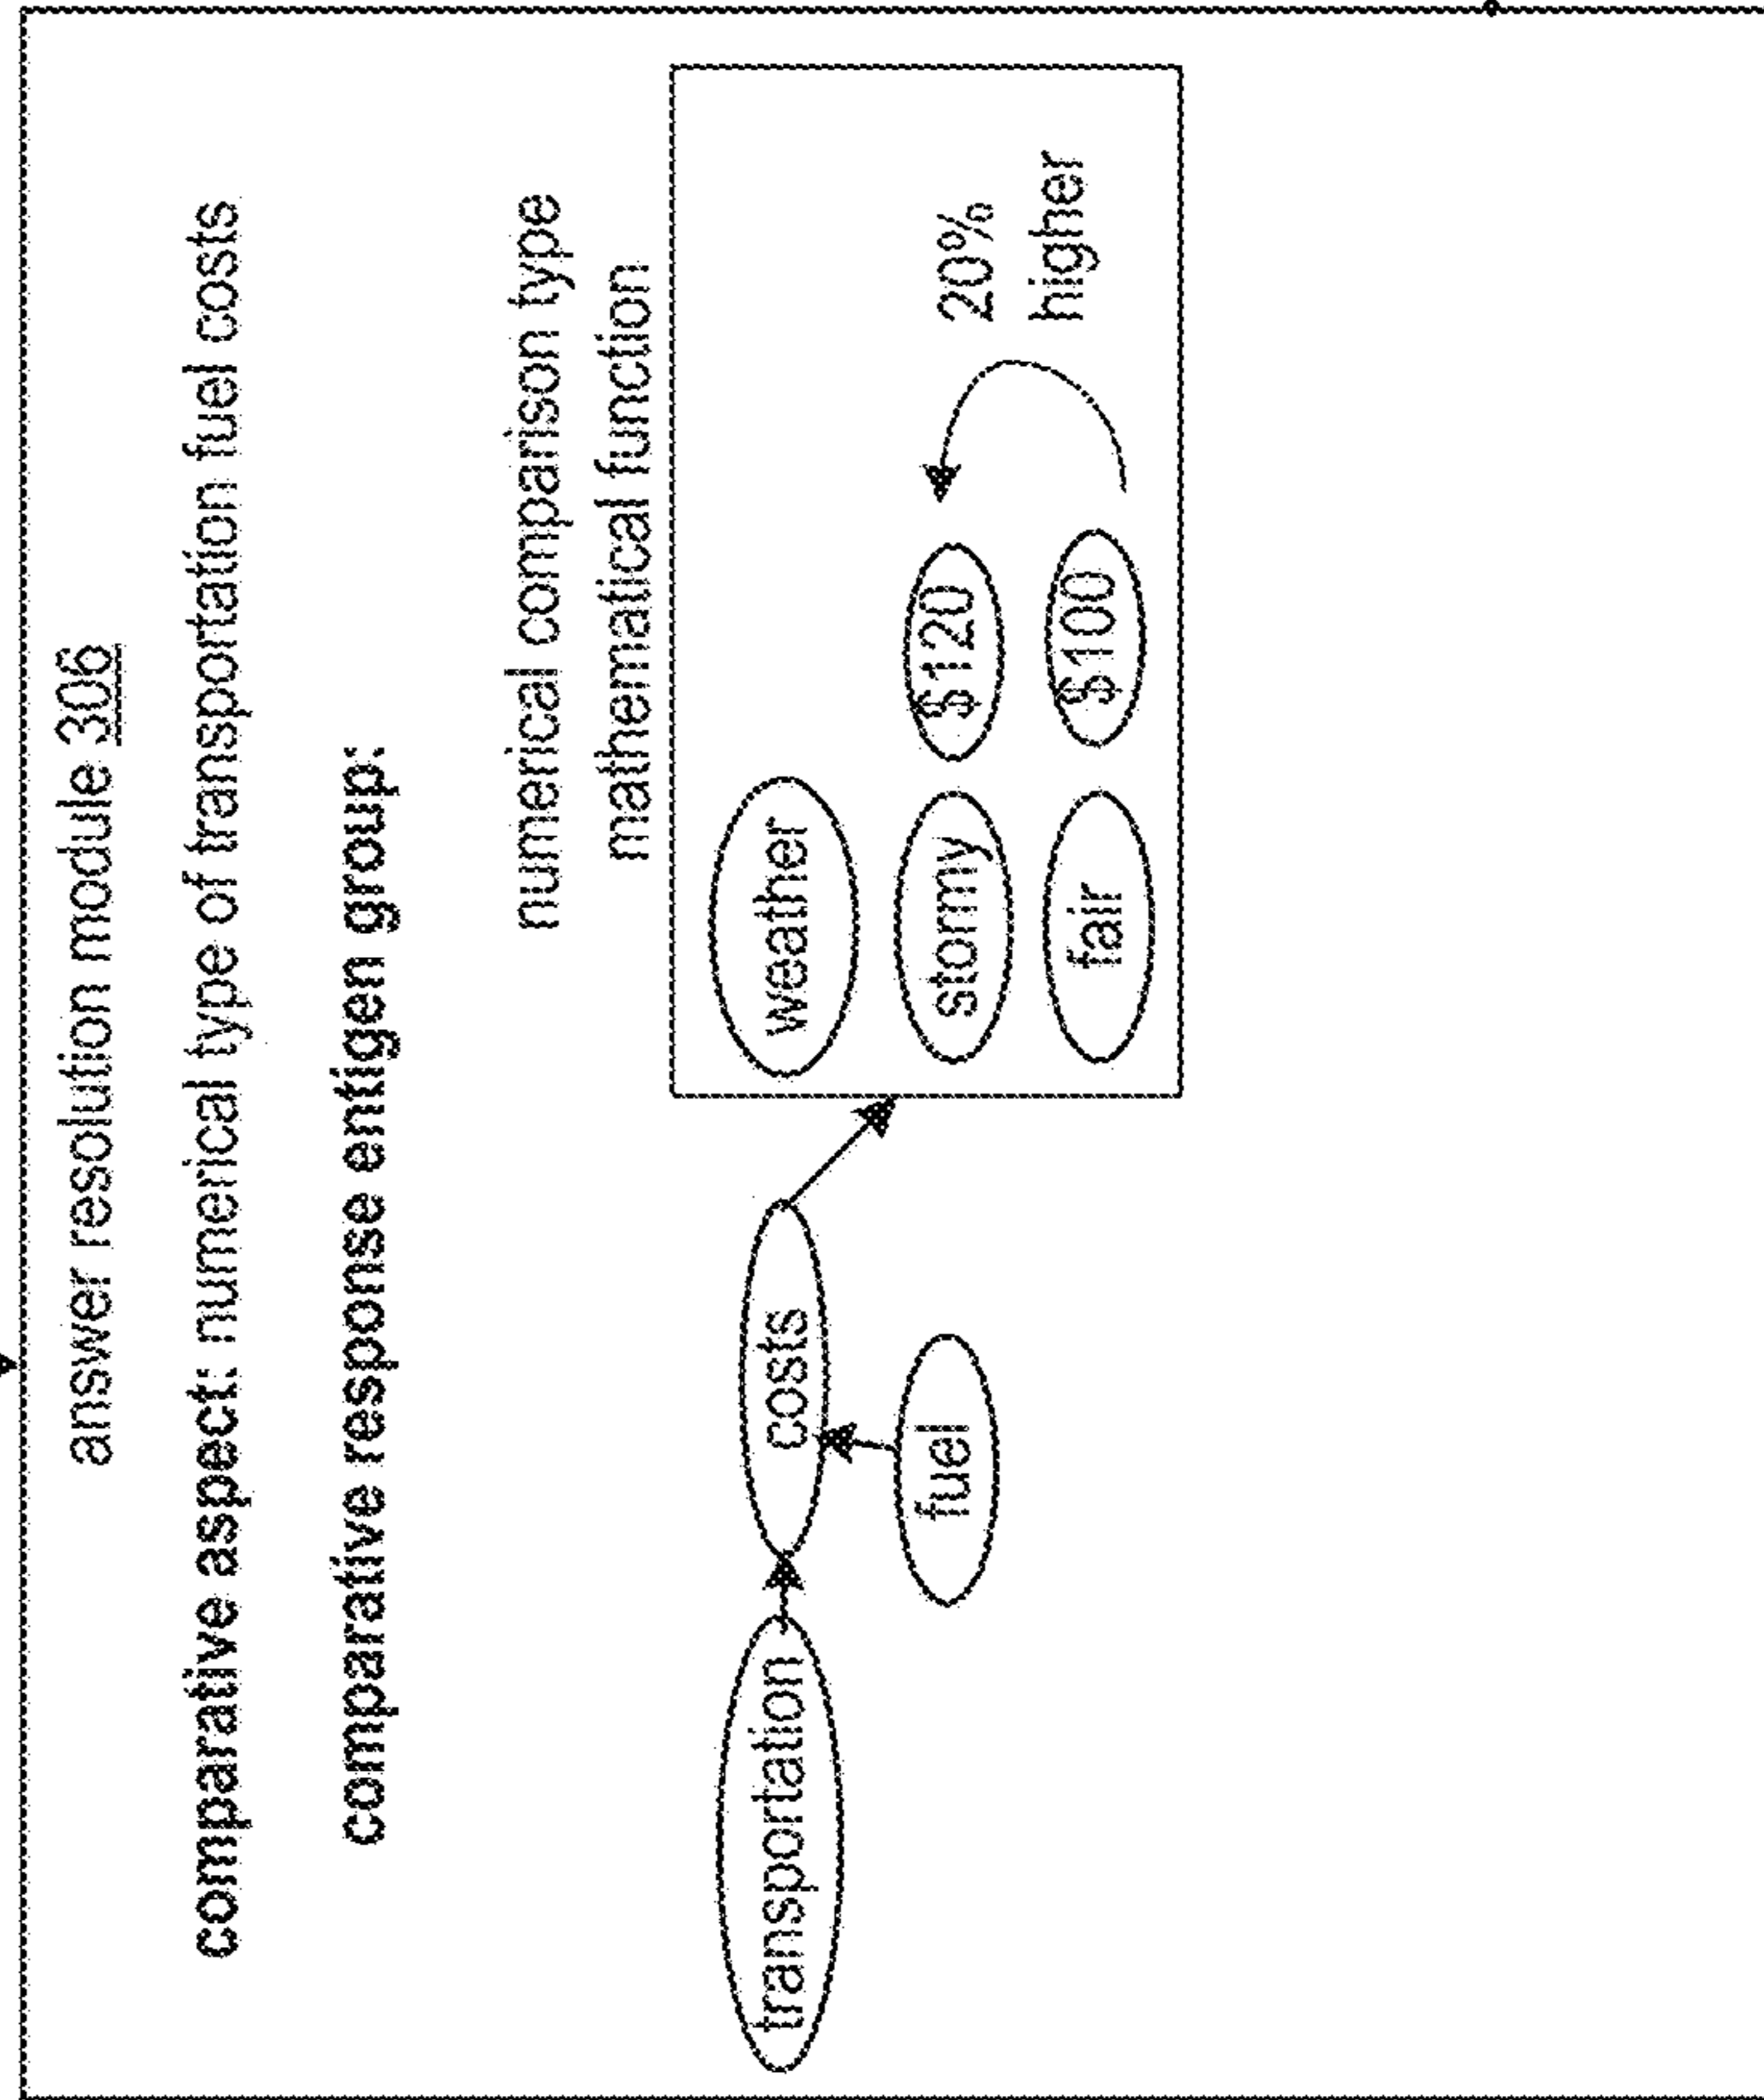 answer resolution module 306
comparative aspect: numerical type of transportation fuel costs
comparative response entigen group:
numerical comparison type
mathematical function
transportation
costs
fuel
weather
stormy
$120
fair
$100
20%
higher